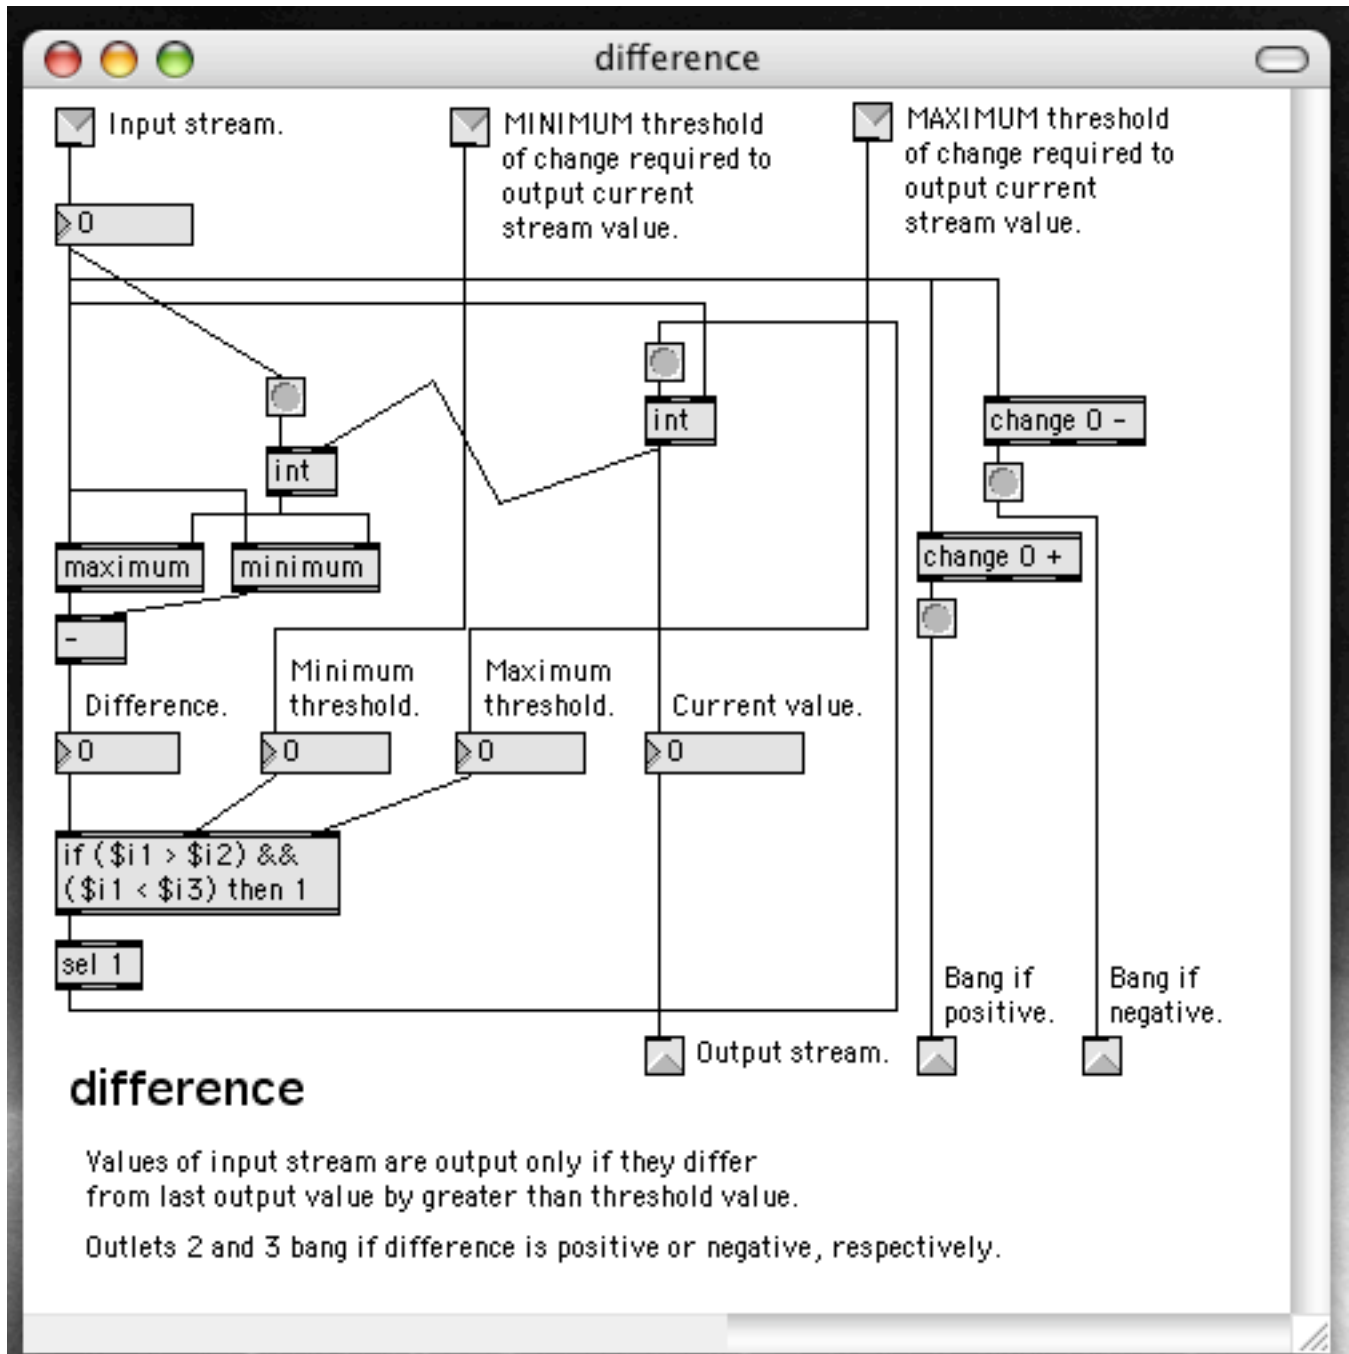 difference
Input stream.
MINIMUM threshold
of change required to
output current
stream value.
MAXIMUM threshold
of change required to
output current
stream value.
0
int
change 0 -
int
change 0 +
maximum
minimum
-
Difference.
Minimum
threshold.
Maximum
threshold.
Current value.
0
0
0
0
if ($i1 > $i2) &&
($i1 < $i3) then 1
sel 1
Bang if
positive.
Bang if
negative.
Output stream.
difference
Values of input stream are output only if they differ
from last output value by greater than threshold value.
Outlets 2 and 3 bang if difference is positive or negative, respectively.